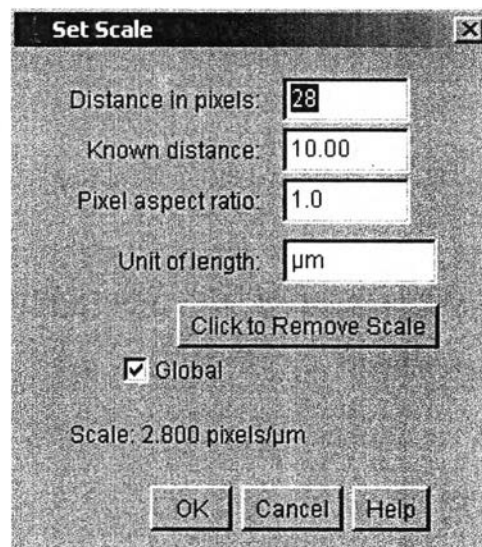 Set Scale
Distance in pixels: 28
Known distance: 10.00
Pixel aspect ratio: 1.0
Unit of length: µm
Click to Remove Scale
Global
Scale: 2.800 pixels/µm
OK Cancel Help